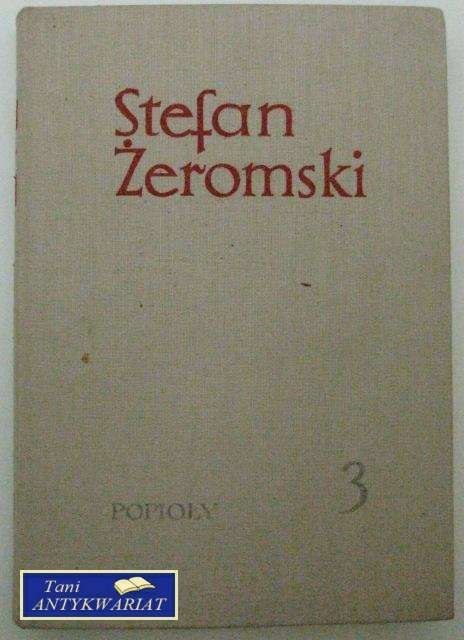 Stefan
Żeromski
POPIOŁY
3
Tani
ANTYKWARIAT